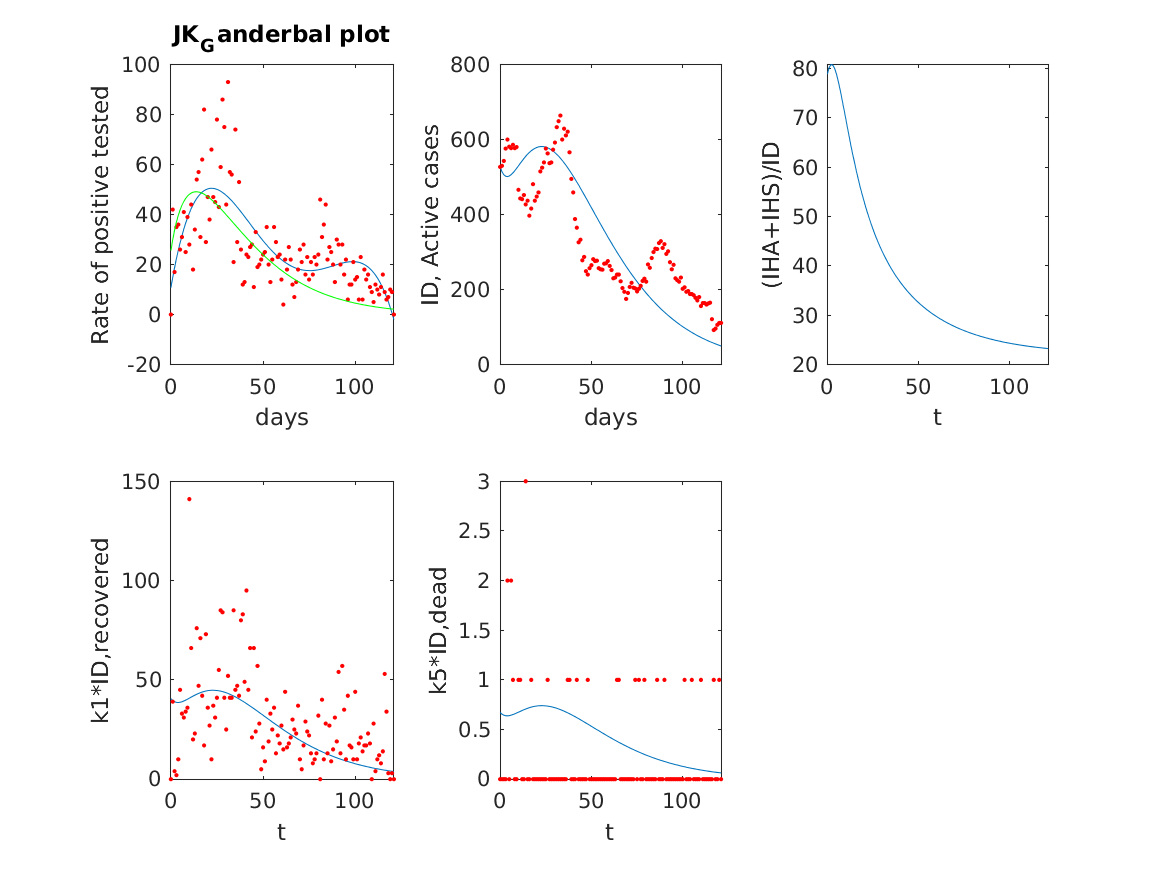 JK_Ganderbal plot
100
80
60
40
20
0
-20
Rate of positive tested
0 50 100
days
800
600
400
200
0
ID, Active cases
0 50 100
days
80
70
60
50
40
30
20
(IHA+IHS)/ID
0 50 100
t
150
100
50
0
k1*ID,recovered
0 50 100
t
3
2.5
2
1.5
1
0.5
0
k5*ID,dead
0 50 100
t